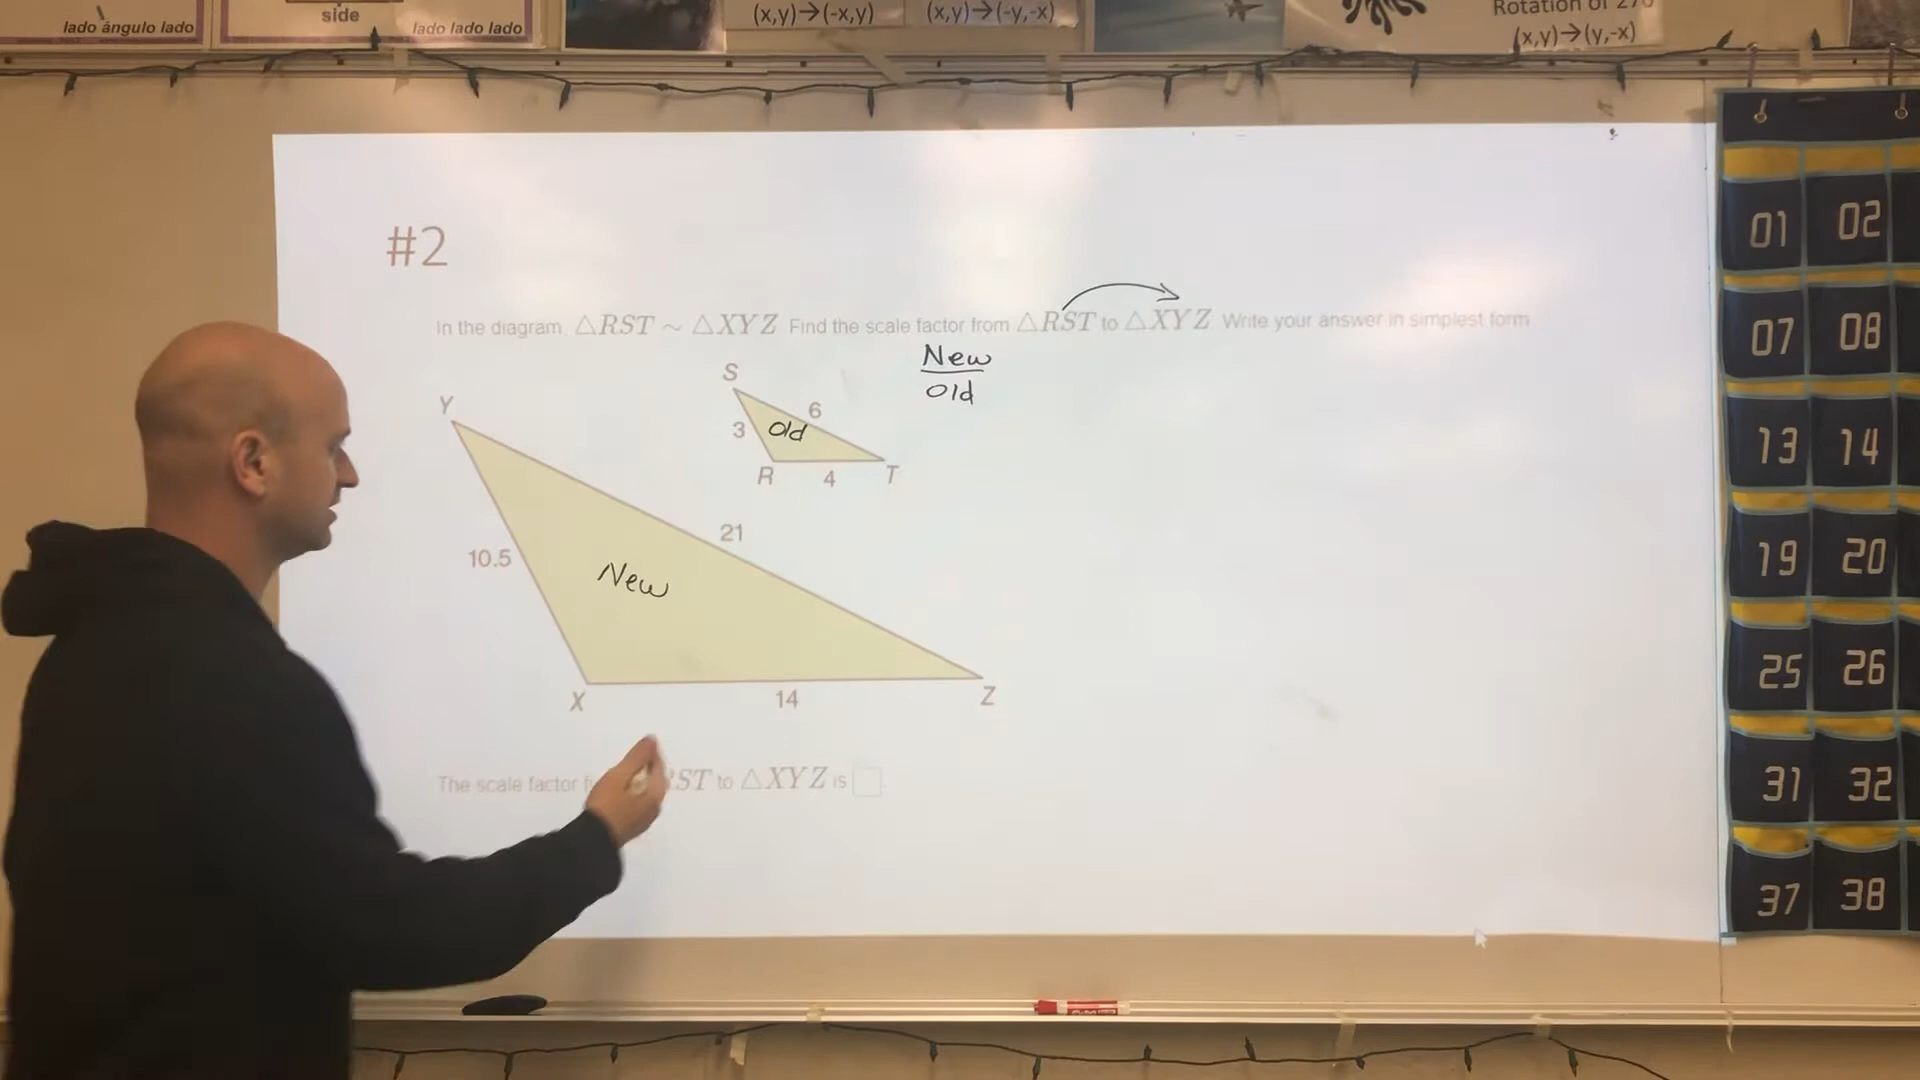 lado ángulo lado
side
lado lado lado
(x,y)→(-x,y)
(x,y)→(-y,-x)
Rotation of 270
(x,y)→(y,-x)
#2
In the diagram, △RST ~ △XYZ Find the scale factor from △RST to △XYZ Write your answer in simplest form
New
Old
S
6
3
Old
R
4
T
Y
21
10.5
New
X
14
Z
The scale factor RST to △XYZ is
01 02
07 08
13 14
19 20
25 26
31 32
37 38